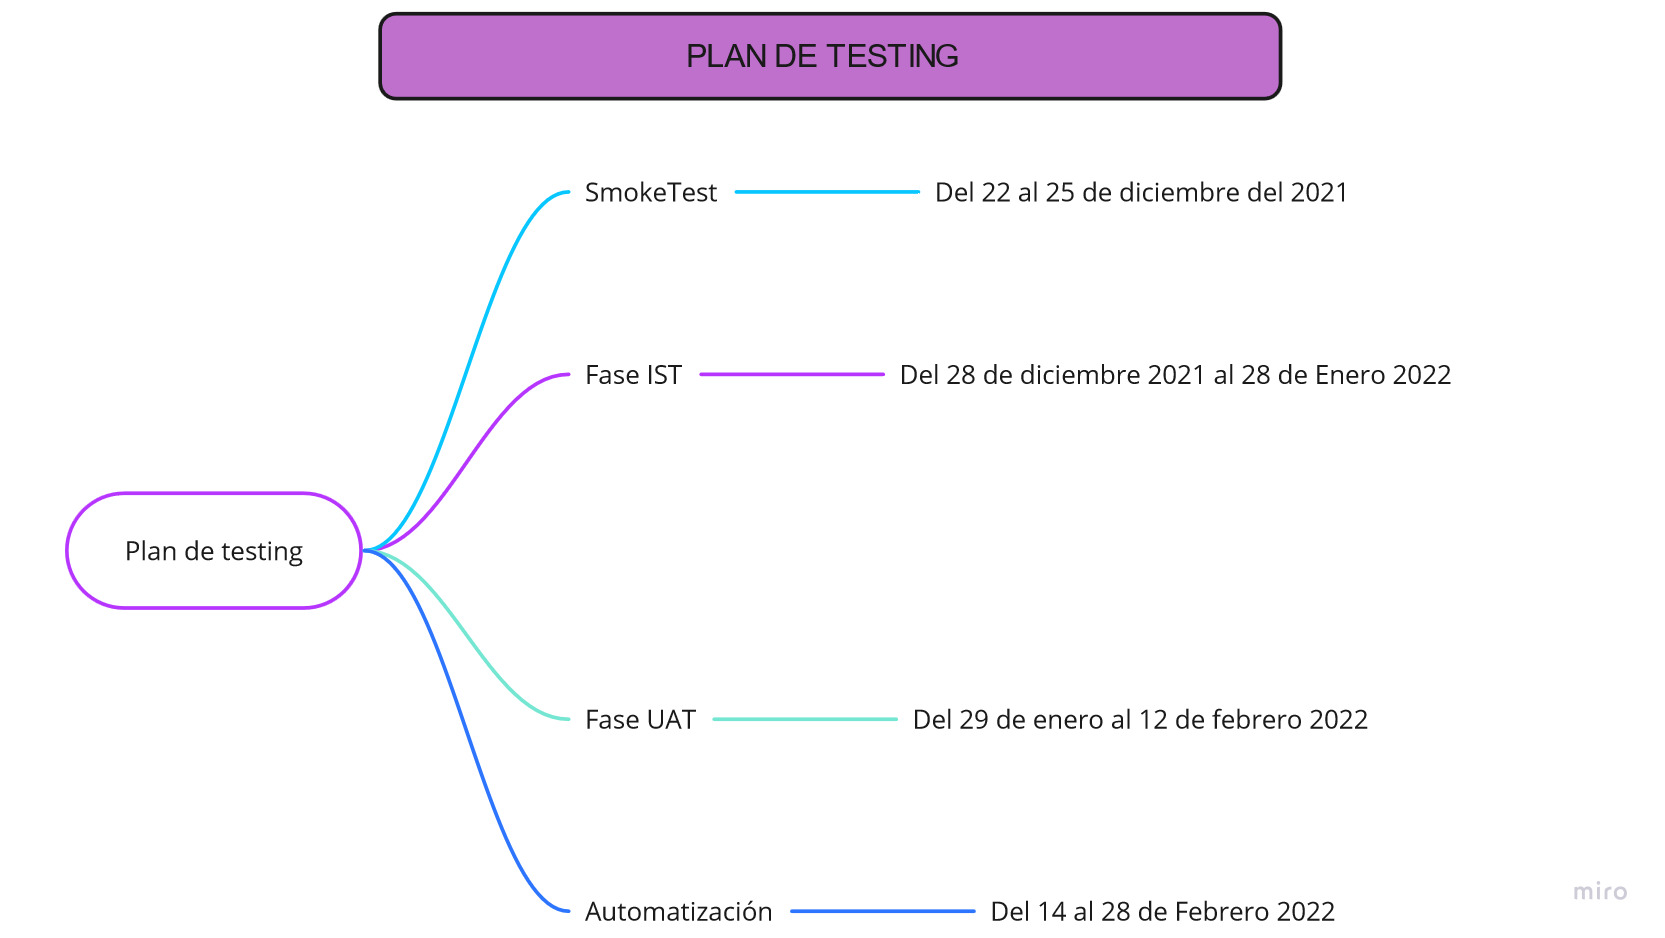 PLAN DE TESTING
SmokeTest
Del 22 al 25 de diciembre del 2021
Fase IST
Del 28 de diciembre 2021 al 28 de Enero 2022
Plan de testing
Fase UAT
Del 29 de enero al 12 de febrero 2022
Automatización
Del 14 al 28 de Febrero 2022
miro